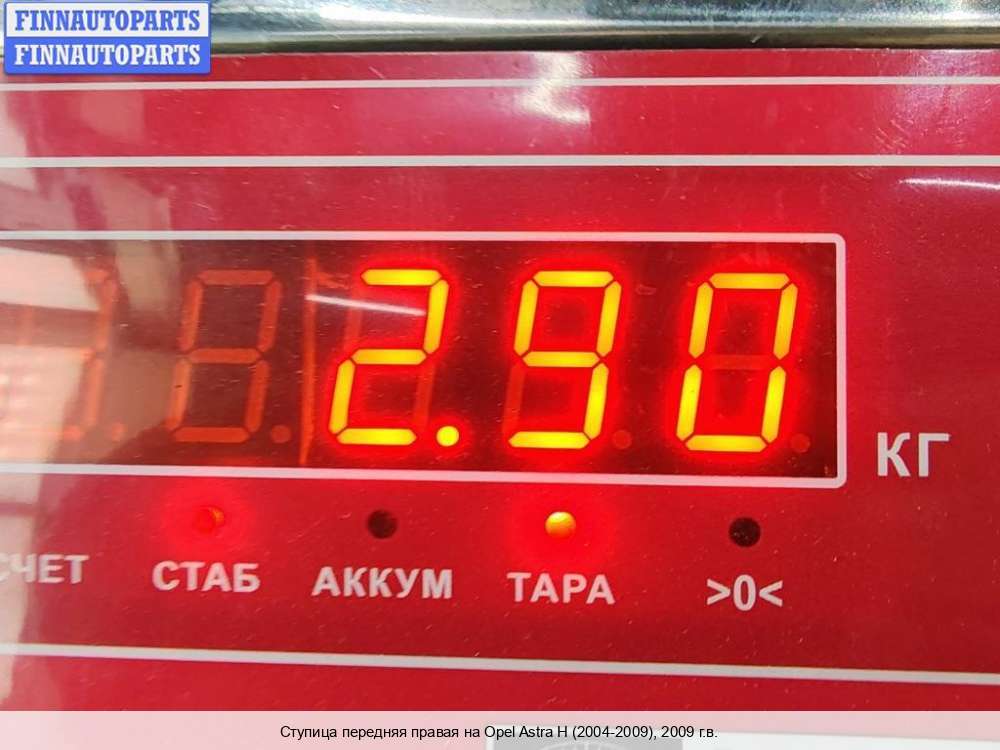 FINNAUTOPARTS
FINNAUTOPARTS
2.90
КГ
СЧЕТ СТАБ АККУМ ТАРА >0<
Ступица передняя правая на Opel Astra H (2004-2009), 2009 г.в.